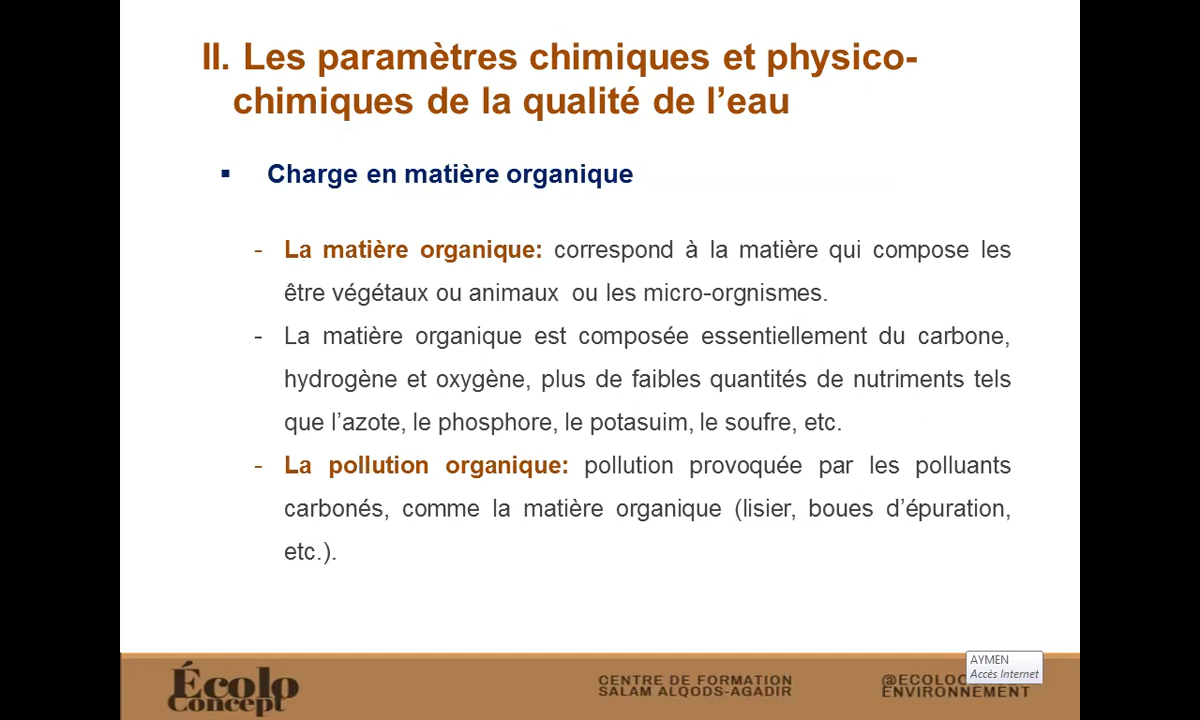 II. Les paramètres chimiques et physico-
chimiques de la qualité de l’eau
▪ Charge en matière organique
- La matière organique: correspond à la matière qui compose les
être végétaux ou animaux ou les micro-orgnismes.
- La matière organique est composée essentiellement du carbone,
hydrogène et oxygène, plus de faibles quantités de nutriments tels
que l’azote, le phosphore, le potasuim, le soufre, etc.
- La pollution organique: pollution provoquée par les polluants
carbonés, comme la matière organique (lisier, boues d’épuration,
etc.).
Écolo
Concept
CENTRE DE FORMATION
SALAM ALQODS-AGADIR
ENVIRONNEMENT
AYMEN
Accès Internet